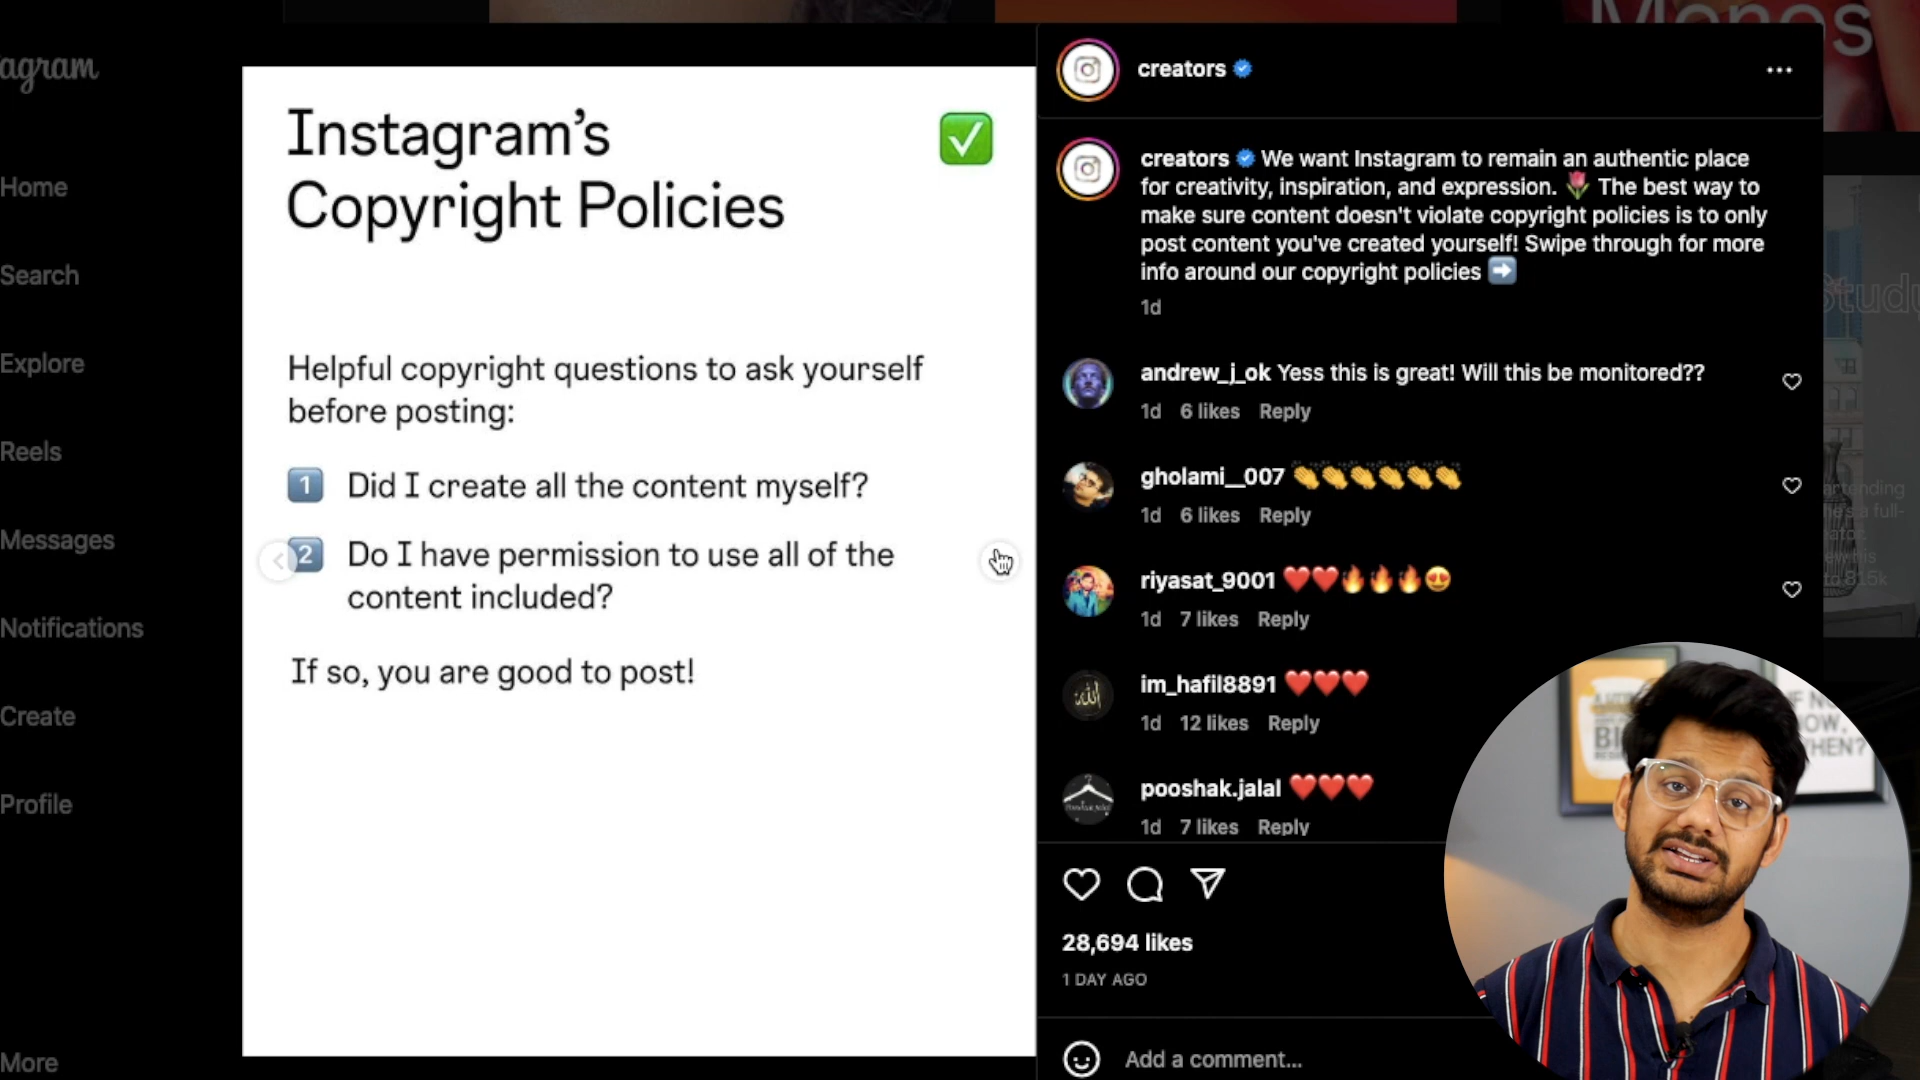 agram
Home
Search
Explore
Reels
Messages
Notifications
Create
Profile
More
Instagram’s
Copyright Policies
✅
Helpful copyright questions to ask yourself
before posting:
1️⃣ Did I create all the content myself?
2️⃣ Do I have permission to use all of the
content included?
If so, you are good to post!
creators
creators We want Instagram to remain an authentic place
for creativity, inspiration, and expression. 🌷 The best way to
make sure content doesn't violate copyright policies is to only
post content you've created yourself! Swipe through for more
info around our copyright policies ➡️
1d
andrew_j_ok Yess this is great! Will this be monitored??
1d 6 likes Reply
gholami__007 👏👏👏👏👏👏
1d 6 likes Reply
riyasat_9001 ❤️❤️🔥🔥🔥😍
1d 7 likes Reply
im_hafil8891 ❤️❤️❤️
1d 12 likes Reply
pooshak.jalal ❤️❤️❤️
1d 7 likes Reply
28,694 likes
1 DAY AGO
Add a comment...
Study
to 815k